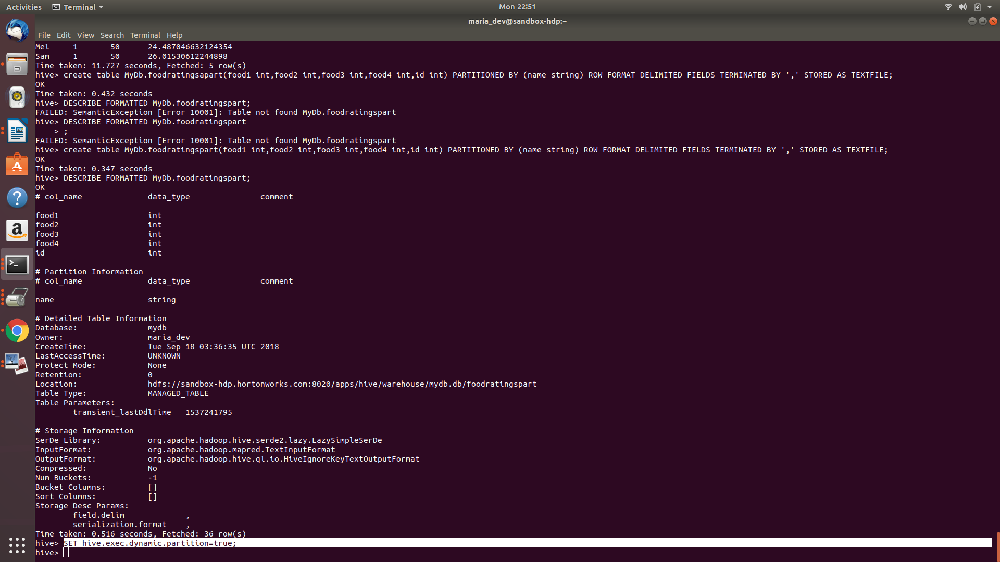 Activities Terminal Mon 22:51
maria_dev@sandbox-hdp:~
File Edit View Search Terminal Help
Mel 1 50 24.487046632124354
Sam 1 50 26.01530612244898
Time taken: 11.727 seconds, Fetched: 5 row(s)
hive> create table MyDb.foodratingsapart(food1 int,food2 int,food3 int,food4 int,id int) PARTITIONED BY (name string) ROW FORMAT DELIMITED FIELDS TERMINATED BY ',' STORED AS TEXTFILE;
OK
Time taken: 0.432 seconds
hive> DESCRIBE FORMATTED MyDb.foodratingspart;
FAILED: SemanticException [Error 10001]: Table not found MyDb.foodratingspart
hive> DESCRIBE FORMATTED MyDb.foodratingspart
> ;
FAILED: SemanticException [Error 10001]: Table not found MyDb.foodratingspart
hive> create table MyDb.foodratingspart(food1 int,food2 int,food3 int,food4 int,id int) PARTITIONED BY (name string) ROW FORMAT DELIMITED FIELDS TERMINATED BY ',' STORED AS TEXTFILE;
OK
Time taken: 0.347 seconds
hive> DESCRIBE FORMATTED MyDb.foodratingspart;
OK
# col_name data_type comment
food1 int
food2 int
food3 int
food4 int
id int
# Partition Information
# col_name data_type comment
name string
# Detailed Table Information
Database: mydb
Owner: maria_dev
CreateTime: Tue Sep 18 03:36:35 UTC 2018
LastAccessTime: UNKNOWN
Protect Mode: None
Retention: 0
Location: hdfs://sandbox-hdp.hortonworks.com:8020/apps/hive/warehouse/mydb.db/foodratingspart
Table Type: MANAGED_TABLE
Table Parameters:
transient_lastDdlTime 1537241795
# Storage Information
SerDe Library: org.apache.hadoop.hive.serde2.lazy.LazySimpleSerDe
InputFormat: org.apache.hadoop.mapred.TextInputFormat
OutputFormat: org.apache.hadoop.hive.ql.io.HiveIgnoreKeyTextOutputFormat
Compressed: No
Num Buckets: -1
Bucket Columns: []
Sort Columns: []
Storage Desc Params:
field.delim ,
serialization.format ,
Time taken: 0.516 seconds, Fetched: 36 row(s)
hive> SET hive.exec.dynamic.partition=true;
hive>